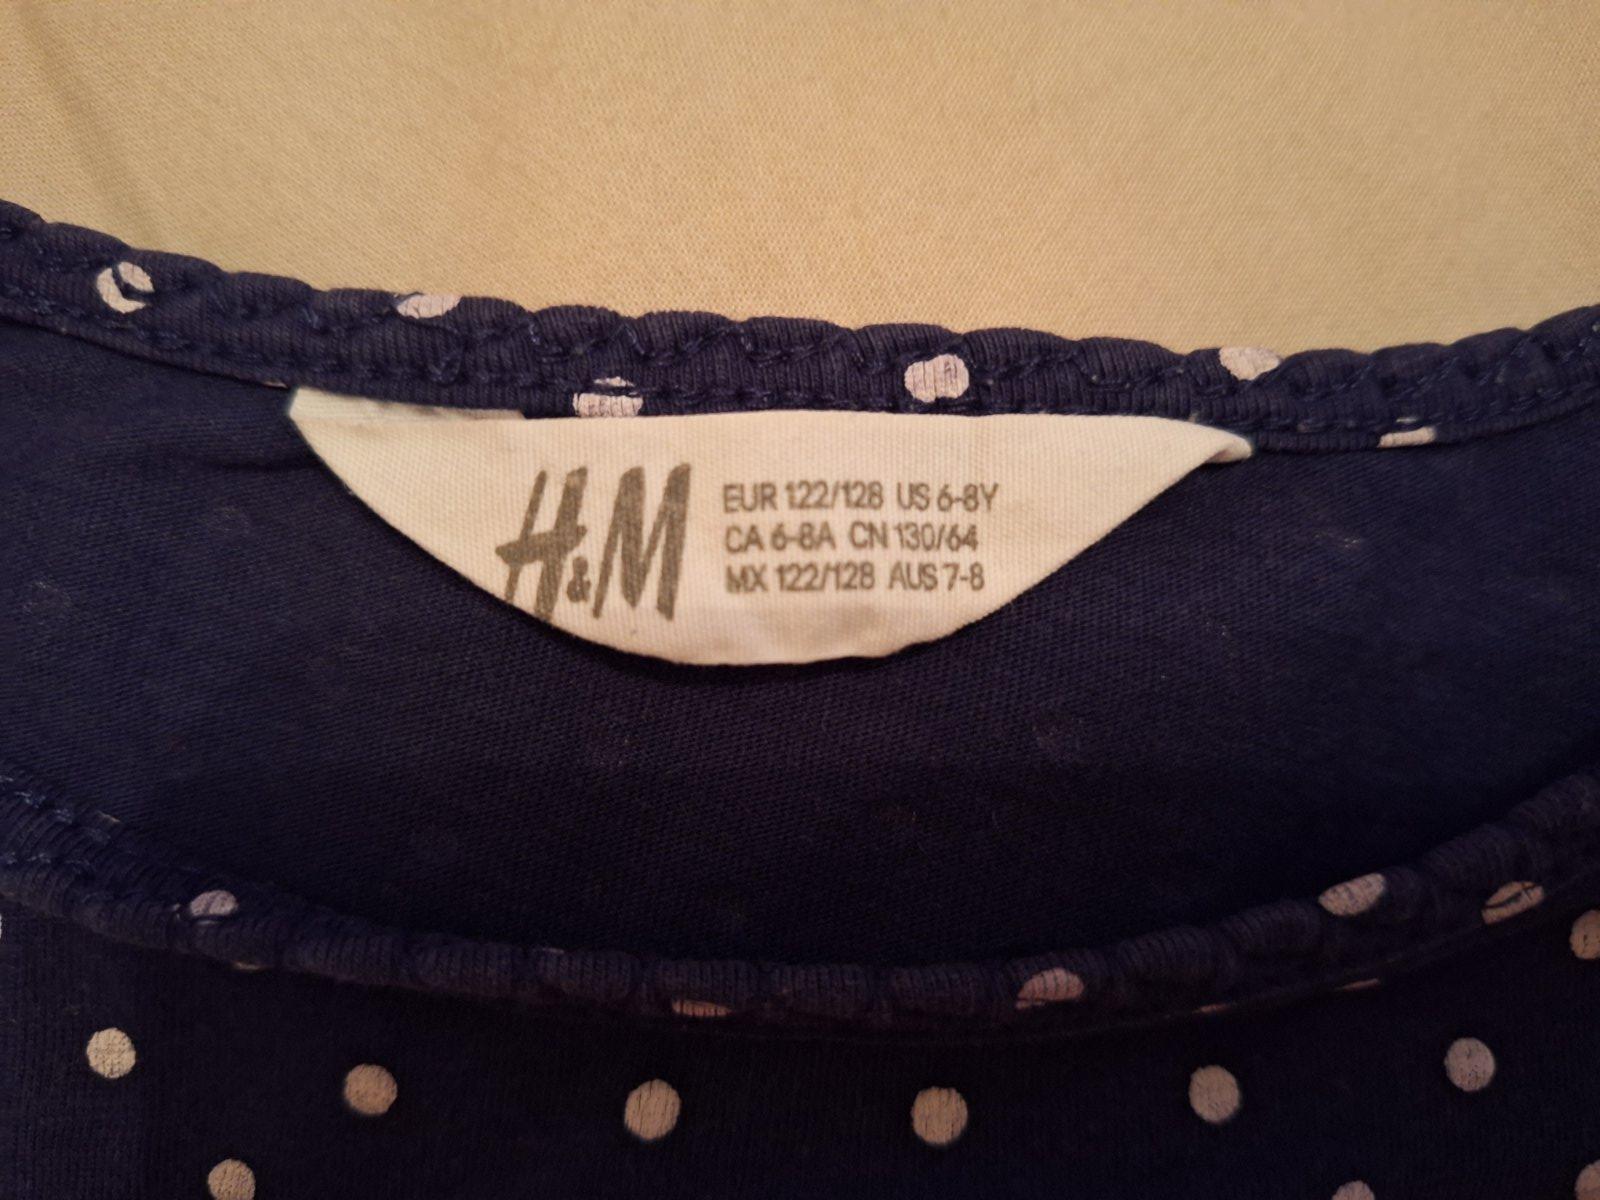 H&M
EUR 122/128 US 6-8Y
CA 6-8A CN 130/64
MX 122/128 AUS 7-8